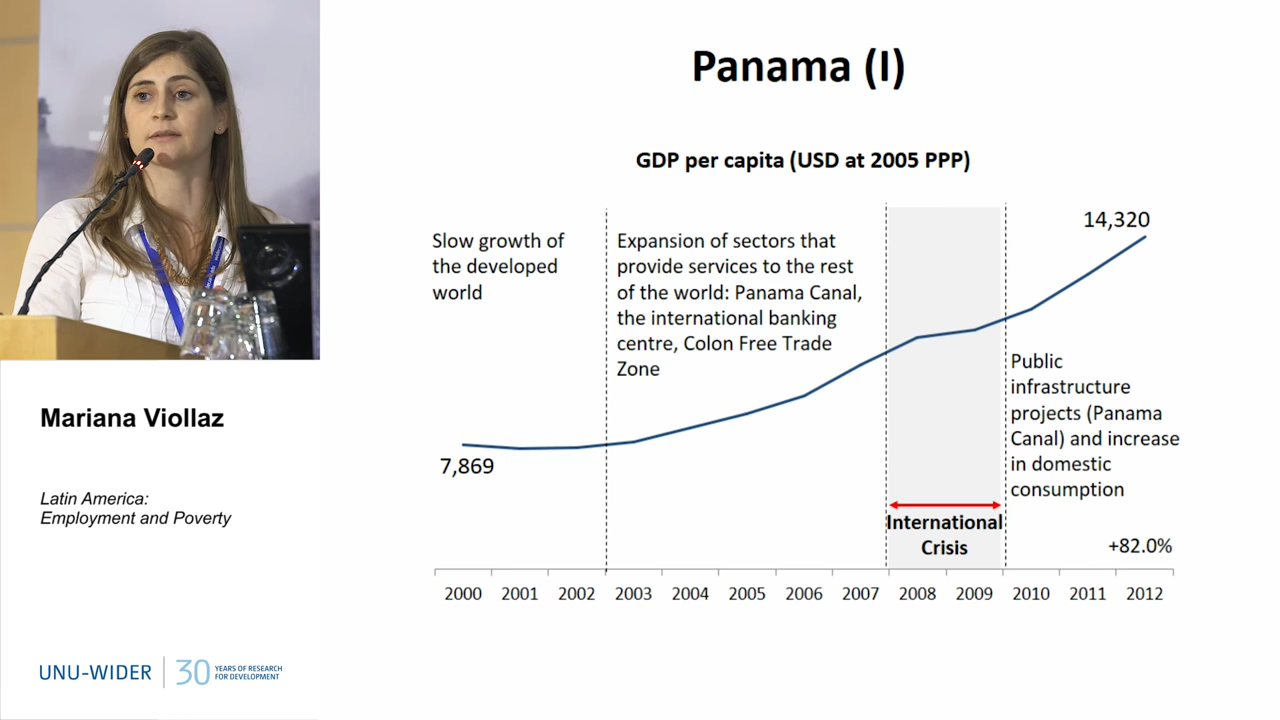 Panama (I)
GDP per capita (USD at 2005 PPP)
Slow growth of
the developed
world
Expansion of sectors that
provide services to the rest
of the world: Panama Canal,
the international banking
centre, Colon Free Trade
Zone
14,320
7,869
Public
infrastructure
projects (Panama
Canal) and increase
in domestic
consumption
International
Crisis
+82.0%
2000 2001 2002 2003 2004 2005 2006 2007 2008 2009 2010 2011 2012
Mariana Viollaz
Latin America:
Employment and Poverty
UNU-WIDER
30
YEARS OF RESEARCH
FOR DEVELOPMENT